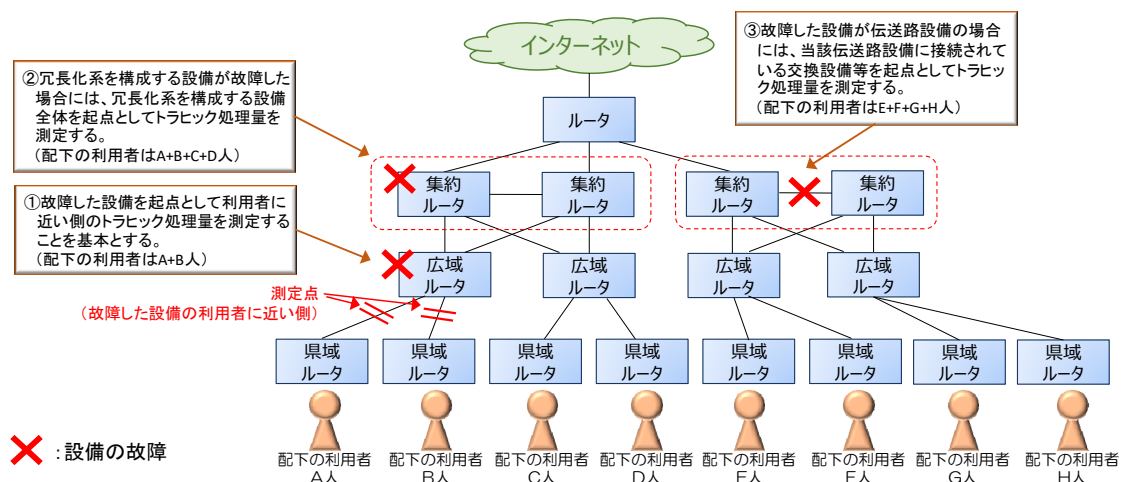 インターネット
②冗長化系を構成する設備が故障した
場合には、冗長化系を構成する設備
全体を起点としてトラヒック処理量を
測定する。
（配下の利用者はA+B+C+D人）
③故障した設備が伝送路設備の場合
には、当該伝送路設備に接続されて
いる交換設備等を起点としてトラヒッ
ク処理量を測定する。
（配下の利用者はE+F+G+H人）
ルータ
集約
ルータ
集約
ルータ
集約
ルータ
集約
ルータ
①故障した設備を起点として利用者に
近い側のトラヒック処理量を測定する
ことを基本とする。
（配下の利用者はA+B人）
広域
ルータ
広域
ルータ
広域
ルータ
広域
ルータ
測定点
（故障した設備の利用者に近い側）
県域
ルータ
県域
ルータ
県域
ルータ
県域
ルータ
県域
ルータ
県域
ルータ
県域
ルータ
県域
ルータ
：設備の故障
配下の利用者
A人
配下の利用者
B人
配下の利用者
C人
配下の利用者
D人
配下の利用者
E人
配下の利用者
F人
配下の利用者
G人
配下の利用者
H人